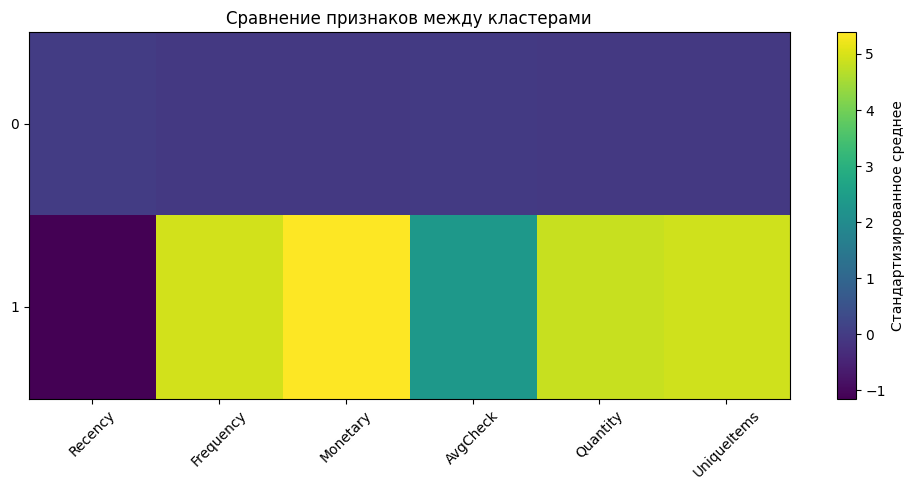 Сравнение признаков между кластерами
0
1
Recency
Frequency
Monetary
AvgCheck
Quantity
UniqueItems
5
4
3
2
1
0
−1
Стандартизированное среднее